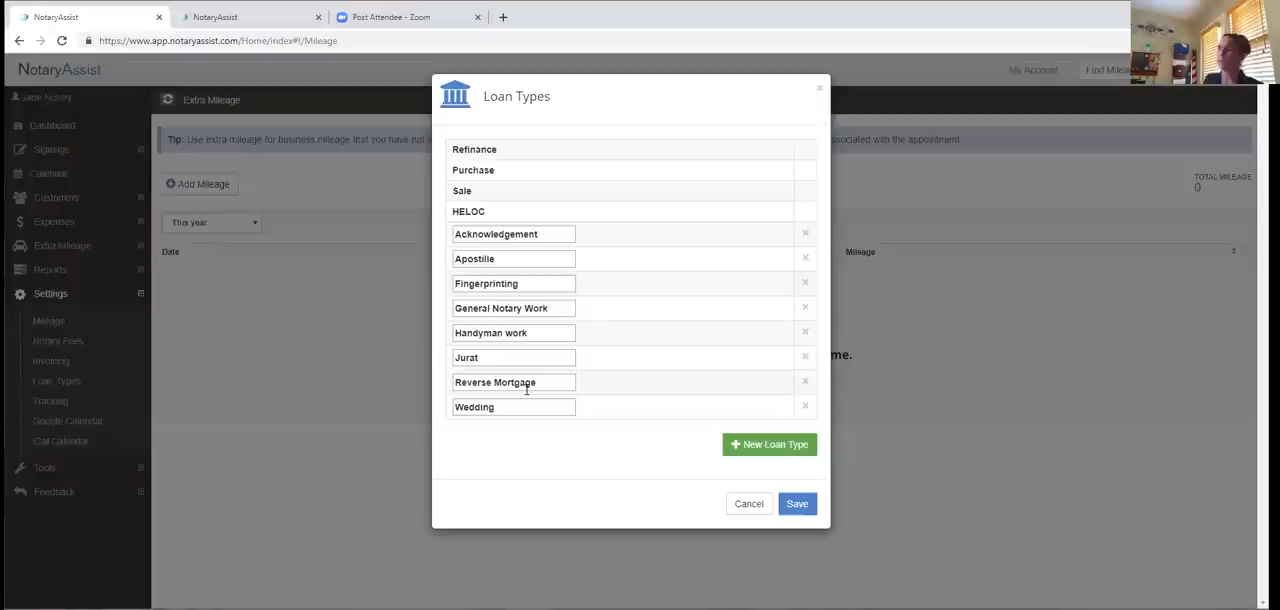 NotaryAssist
NotaryAssist
Post Attendee - Zoom
https://www.app.notaryassist.com/Home/Index#!/Mileage
NotaryAssist
My Account
Find Milea
Jane Notary
Extra Mileage
Loan Types
Dashboard
Signings
Calendar
Customers
Expenses
Extra Mileage
Reports
Settings
Mileage
Notary Fees
Invoicing
Loan Types
Tracking
Google Calendar
iCal Calendar
Tools
Feedback
Tip: Use extra mileage for business mileage that you have not
ssociated with the appointment
Add Mileage
TOTAL MILEAGE
0
This year
Date
Mileage
me.
Refinance
Purchase
Sale
HELOC
Acknowledgement
Apostille
Fingerprinting
General Notary Work
Handyman work
Jurat
Reverse Mortgage
Wedding
New Loan Type
Cancel
Save